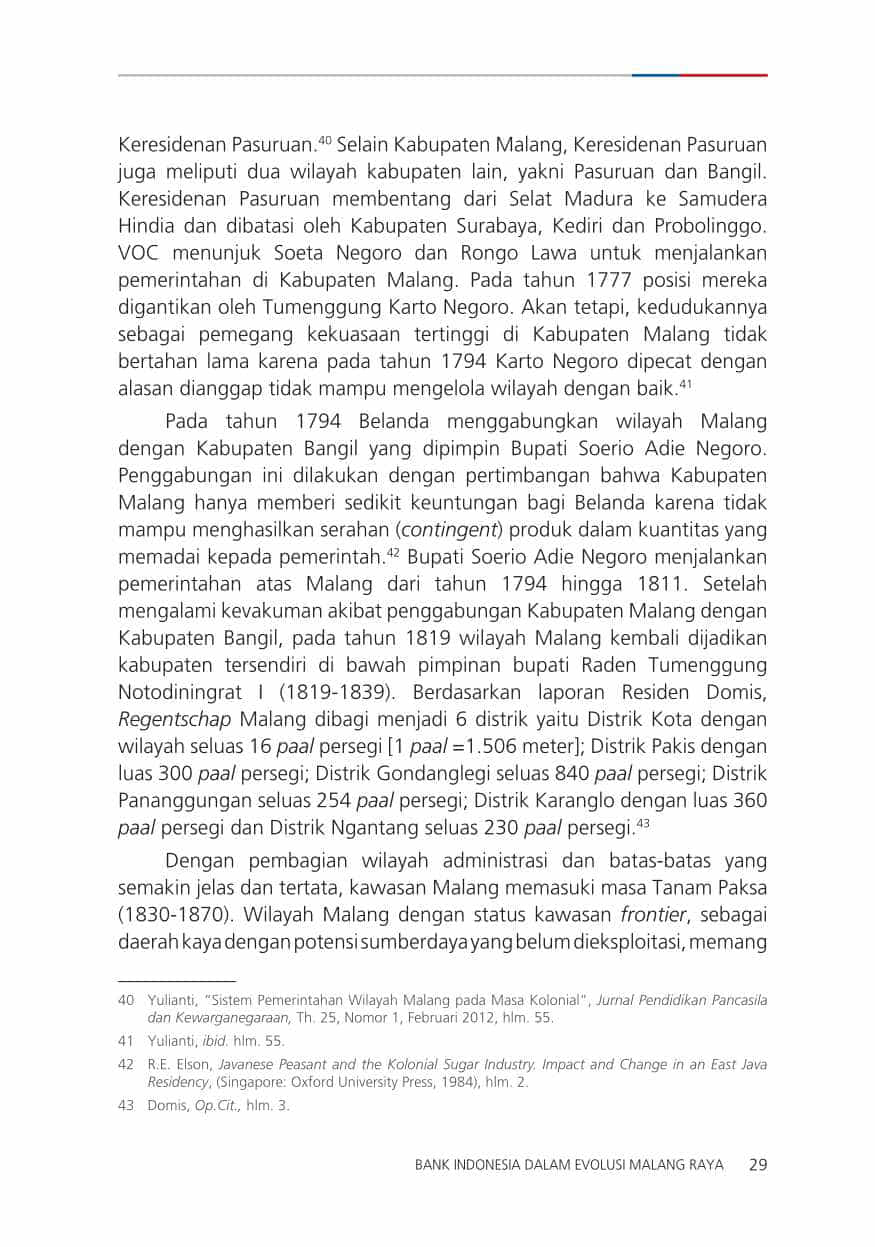 Keresidenan Pasuruan.40 Selain Kabupaten Malang, Keresidenan Pasuruan
juga meliputi dua wilayah kabupaten lain, yakni Pasuruan dan Bangil.
Keresidenan Pasuruan membentang dari Selat Madura ke Samudera
Hindia dan dibatasi oleh Kabupaten Surabaya, Kediri dan Probolinggo.
VOC menunjuk Soeta Negoro dan Rongo Lawa untuk menjalankan
pemerintahan di Kabupaten Malang. Pada tahun 1777 posisi mereka
digantikan oleh Tumenggung Karto Negoro. Akan tetapi, kedudukannya
sebagai pemegang kekuasaan tertinggi di Kabupaten Malang tidak
bertahan lama karena pada tahun 1794 Karto Negoro dipecat dengan
alasan dianggap tidak mampu mengelola wilayah dengan baik.41
Pada tahun 1794 Belanda menggabungkan wilayah Malang
dengan Kabupaten Bangil yang dipimpin Bupati Soerio Adie Negoro.
Penggabungan ini dilakukan dengan pertimbangan bahwa Kabupaten
Malang hanya memberi sedikit keuntungan bagi Belanda karena tidak
mampu menghasilkan serahan (contingent) produk dalam kuantitas yang
memadai kepada pemerintah.42 Bupati Soerio Adie Negoro menjalankan
pemerintahan atas Malang dari tahun 1794 hingga 1811. Setelah
mengalami kevakuman akibat penggabungan Kabupaten Malang dengan
Kabupaten Bangil, pada tahun 1819 wilayah Malang kembali dijadikan
kabupaten tersendiri di bawah pimpinan bupati Raden Tumenggung
Notodiningrat I (1819-1839). Berdasarkan laporan Residen Domis,
Regentschap Malang dibagi menjadi 6 distrik yaitu Distrik Kota dengan
wilayah seluas 16 paal persegi [1 paal =1.506 meter]; Distrik Pakis dengan
luas 300 paal persegi; Distrik Gondanglegi seluas 840 paal persegi; Distrik
Pananggungan seluas 254 paal persegi; Distrik Karanglo dengan luas 360
paal persegi dan Distrik Ngantang seluas 230 paal persegi.43
Dengan pembagian wilayah administrasi dan batas-batas yang
semakin jelas dan tertata, kawasan Malang memasuki masa Tanam Paksa
(1830-1870). Wilayah Malang dengan status kawasan frontier, sebagai
daerah kaya dengan potensi sumberdaya yang belum dieksploitasi, memang
40 Yulianti, "Sistem Pemerintahan Wilayah Malang pada Masa Kolonial", Jurnal Pendidikan Pancasila
dan Kewarganegaraan, Th. 25, Nomor 1, Februari 2012, hlm. 55.
41 Yulianti, ibid. hlm. 55.
42 R.E. Elson, Javanese Peasant and the Kolonial Sugar Industry. Impact and Change in an East Java
Residency, (Singapore: Oxford University Press, 1984), hlm. 2.
43 Domis, Op.Cit., hlm. 3.
BANK INDONESIA DALAM EVOLUSI MALANG RAYA 29